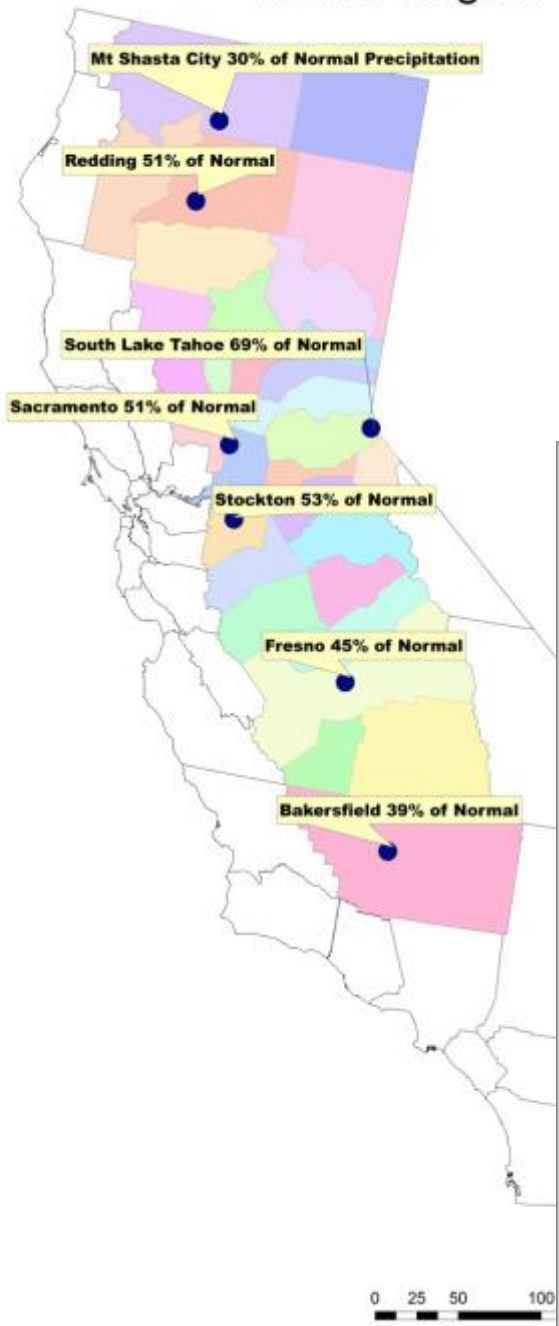 Mt Shasta City 30% of Normal Precipitation
Redding 51% of Normal
South Lake Tahoe 69% of Normal
Sacramento 51% of Normal
Stockton 53% of Normal
Fresno 45% of Normal
Bakersfield 39% of Normal
0 25 50 100